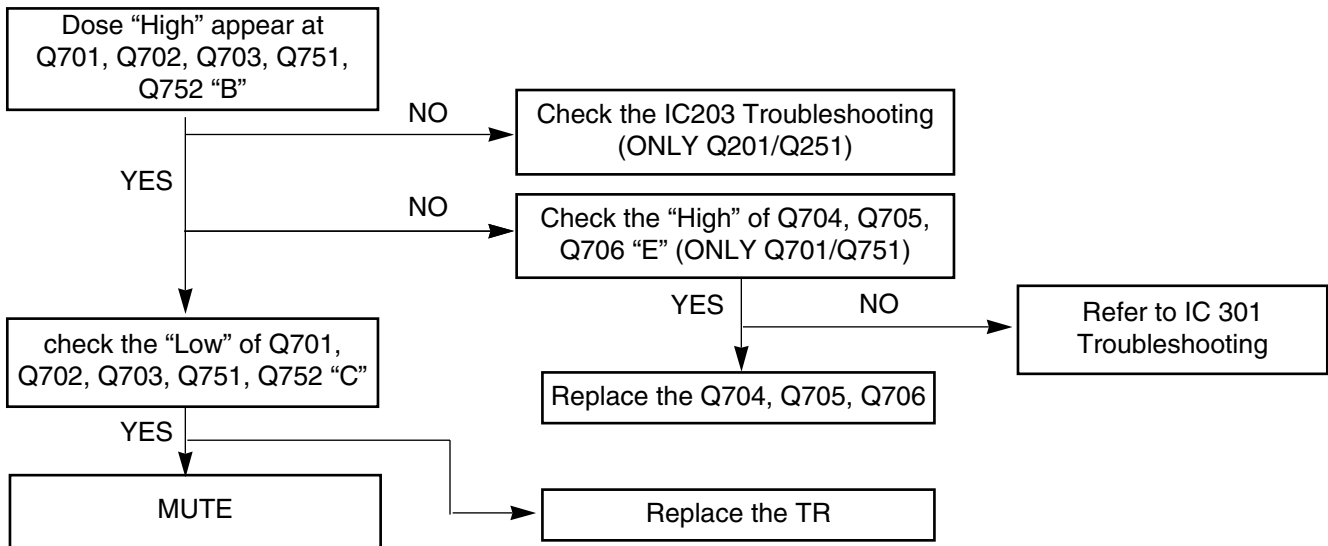 Dose “High” appear at
Q701, Q702, Q703, Q751,
Q752 “B”
NO
Check the IC203 Troubleshooting
(ONLY Q201/Q251)
YES
NO
Check the “High” of Q704, Q705,
Q706 “E” (ONLY Q701/Q751)
YES
NO
Refer to IC 301
Troubleshooting
check the “Low” of Q701,
Q702, Q703, Q751, Q752 “C”
Replace the Q704, Q705, Q706
YES
MUTE
Replace the TR